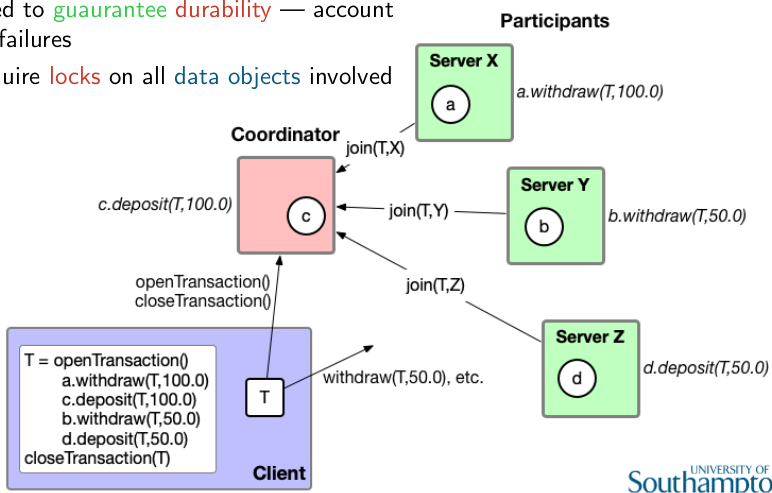 ed to guaurantee durability — account
failures
uire locks on all data objects involved
Participants
Server X
a
a.withdraw(T,100.0)
Coordinator
join(T,X)
c.deposit(T,100.0)
c
Server Y
join(T,Y)
b
b.withdraw(T,50.0)
openTransaction()
closeTransaction()
join(T,Z)
Server Z
d
d.deposit(T,50.0)
T = openTransaction()
a.withdraw(T,100.0)
c.deposit(T,100.0)
b.withdraw(T,50.0)
d.deposit(T,50.0)
closeTransaction(T)
T
withdraw(T,50.0), etc.
Client
UNIVERSITY OF
Southampto